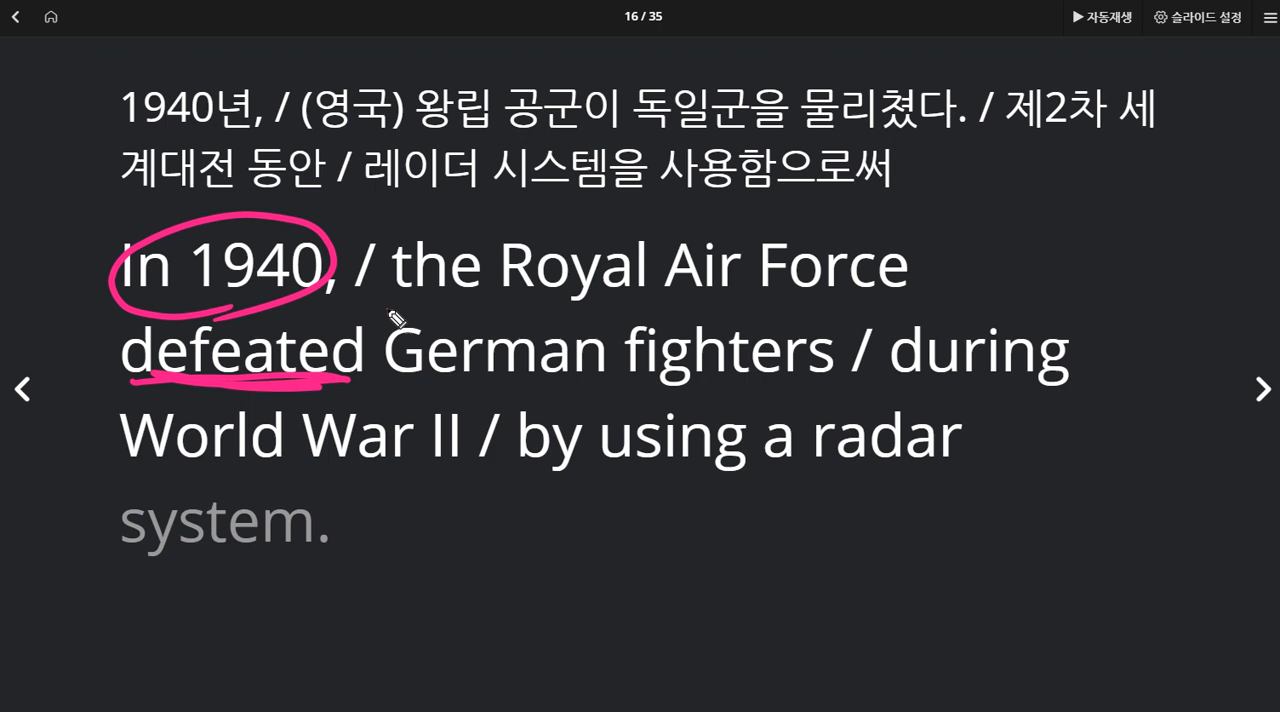 16 / 35
▶ 자동재생
슬라이드 설정
1940년, / (영국) 왕립 공군이 독일군을 물리쳤다. / 제2차 세
계대전 동안 / 레이더 시스템을 사용함으로써
In 1940, / the Royal Air Force
defeated German fighters / during
World War II / by using a radar
system.